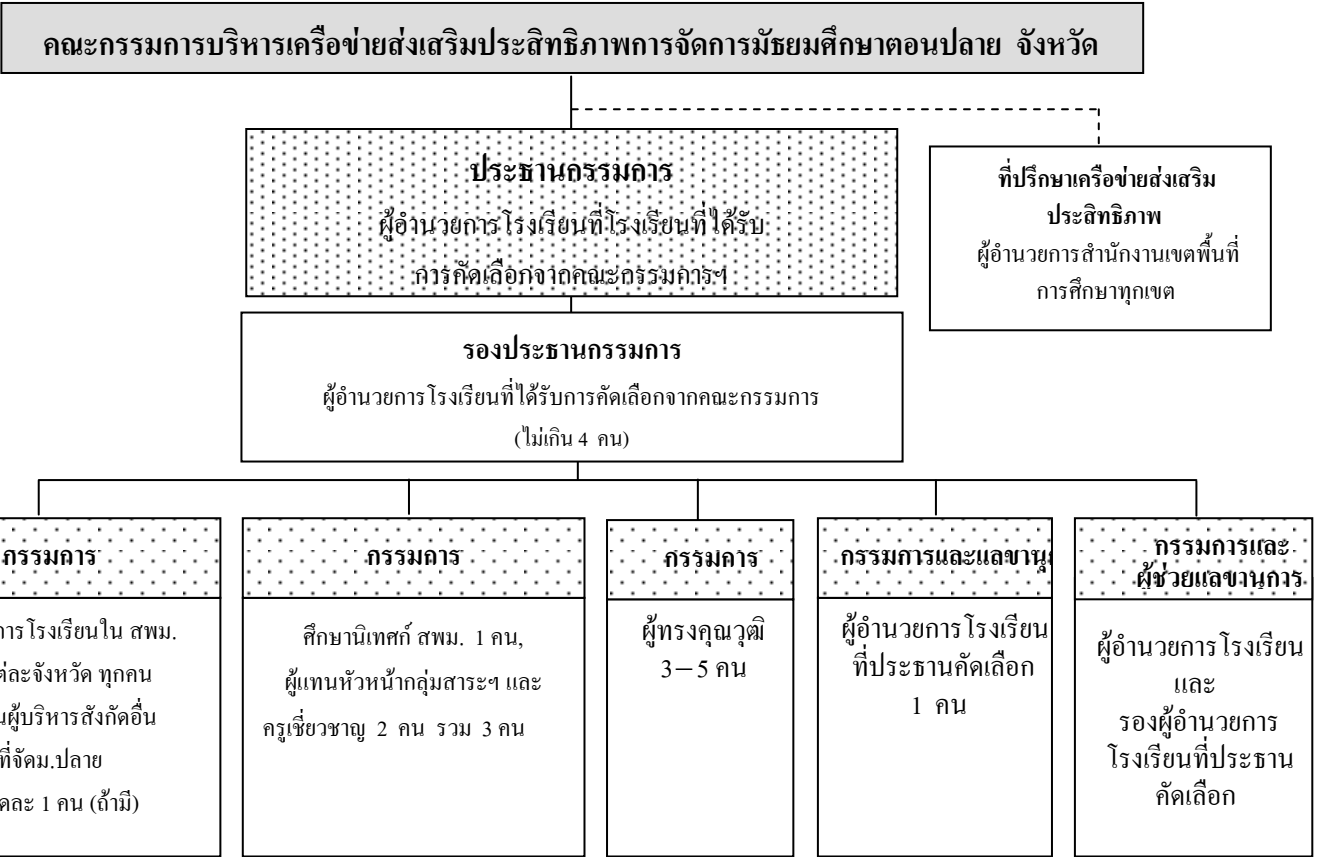 คณะกรรมการบริหารเครือข่ายส่งเสริมประสิทธิภาพการจัดการมัธยมศึกษาตอนปลาย จังหวัด
ประธานกรรมการ
ผู้อำนวยการโรงเรียนที่โรงเรียนที่ได้รับ
การคัดเลือกจากคณะกรรมการฯ
ที่ปรึกษาเครือข่ายส่งเสริม
ประสิทธิภาพ
ผู้อำนวยการสำนักงานเขตพื้นที่
การศึกษาทุกเขต
รองประธานกรรมการ
ผู้อำนวยการโรงเรียนที่ได้รับการคัดเลือกจากคณะกรรมการ
(ไม่เกิน 4 คน)
กรรมการ
การโรงเรียนใน สพม.
ต่ละจังหวัด ทุกคน
ผู้บริหารสังกัดอื่น
ที่จัดม.ปลาย
ดละ 1 คน (ถ้ามี)
กรรมการ
ศึกษานิเทศก์ สพม. 1 คน,
ผู้แทนหัวหน้ากลุ่มสาระฯ และ
ครูเชี่ยวชาญ 2 คน รวม 3 คน
กรรมการ
ผู้ทรงคุณวุฒิ
3–5 คน
กรรมการและแลขานุ
ผู้อำนวยการโรงเรียน
ที่ประธานคัดเลือก
1 คน
กรรมการและ
ผู้ช่วยแลขานุการ
ผู้อำนวยการโรงเรียน
และ
รองผู้อำนวยการ
โรงเรียนที่ประธาน
คัดเลือก